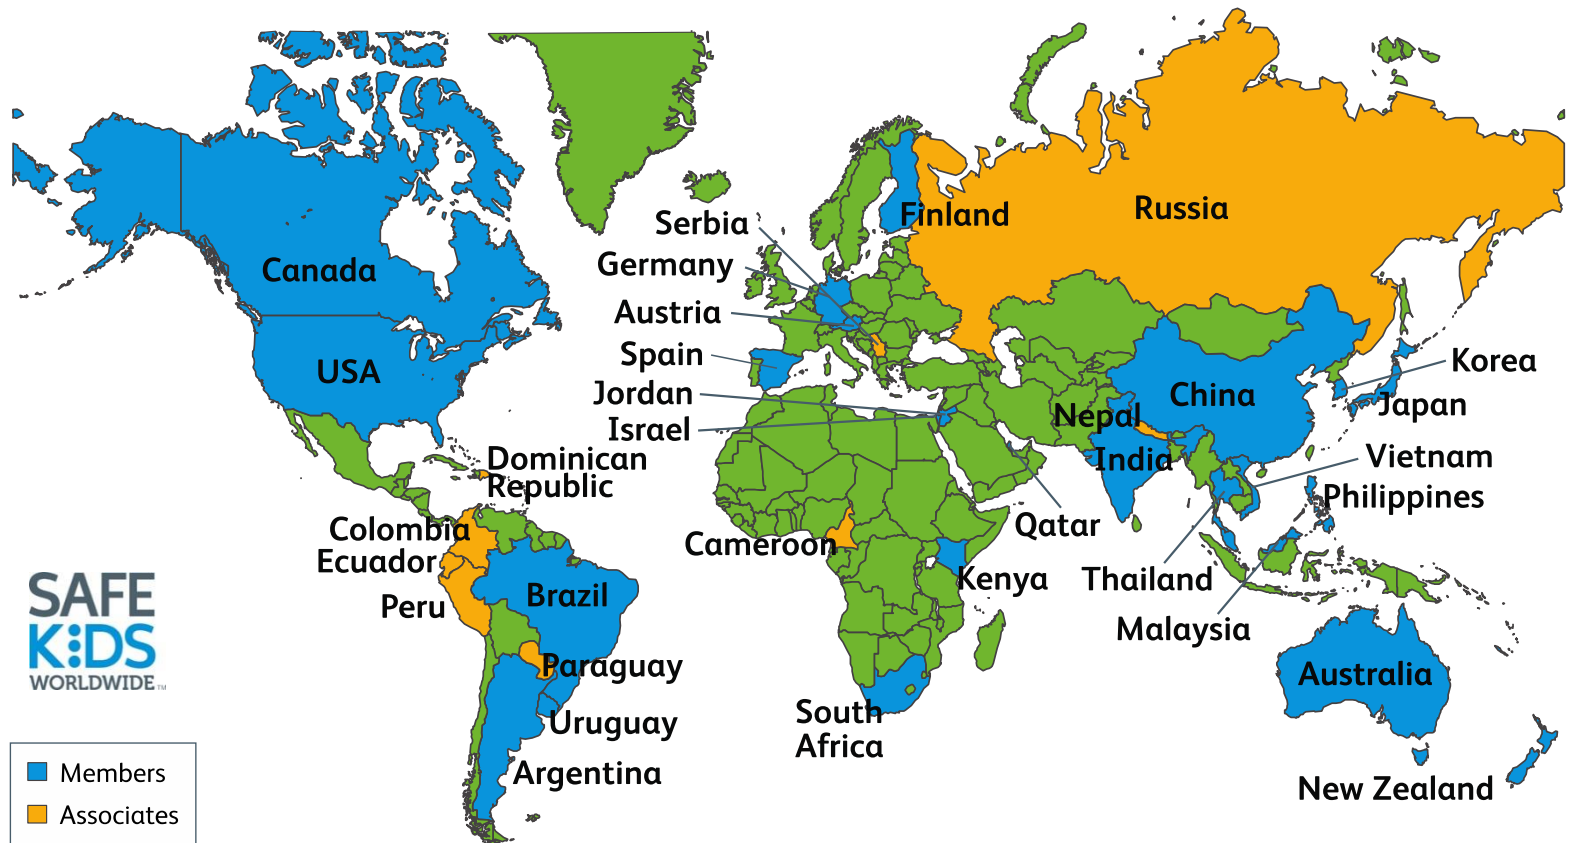 Serbia
Finland
Russia
Germany
Canada
Austria
Spain
USA
Jordan
Israel
Korea
China
Japan
Nepal
India
Vietnam
Dominican
Republic
Philippines
Qatar
Colombia
Cameroon
Ecuador
Kenya
Thailand
Peru
Brazil
Malaysia
Paraguay
Australia
Uruguay
South
Africa
Argentina
New Zealand
SAFE
KIDS
WORLDWIDE™
Members
Associates